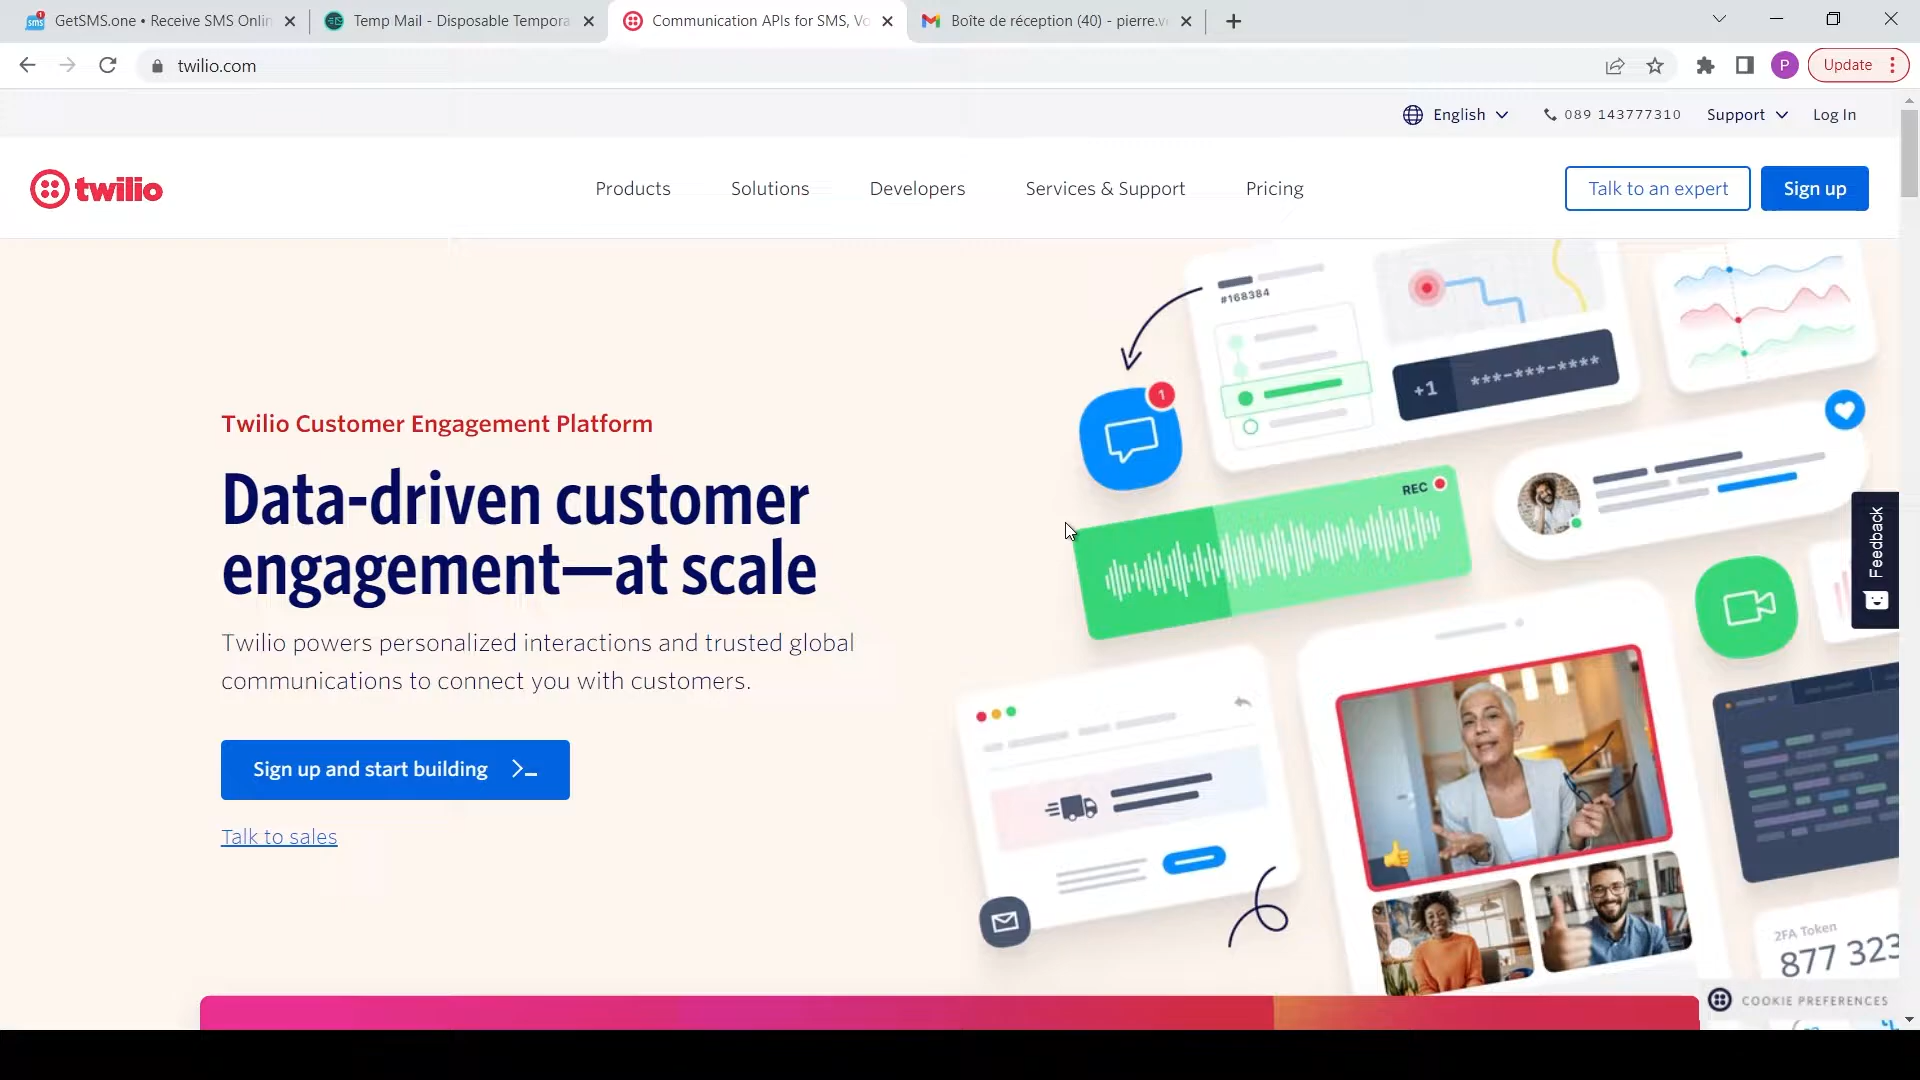 GetSMS.one • Receive SMS Onlin
Temp Mail - Disposable Tempora
Communication APIs for SMS, Vo
Boîte de réception (40) - pierre.v
twilio.com
P
Update
English
089 143777310
Support
Log In
twilio
Products
Solutions
Developers
Services & Support
Pricing
Talk to an expert
Sign up
#168384
+1
***-***-****
1
REC
Twilio Customer Engagement Platform
Data-driven customer
engagement—at scale
Twilio powers personalized interactions and trusted global
communications to connect you with customers.
Sign up and start building
Talk to sales
Feedback
2FA Token
877 323
COOKIE PREFERENCES